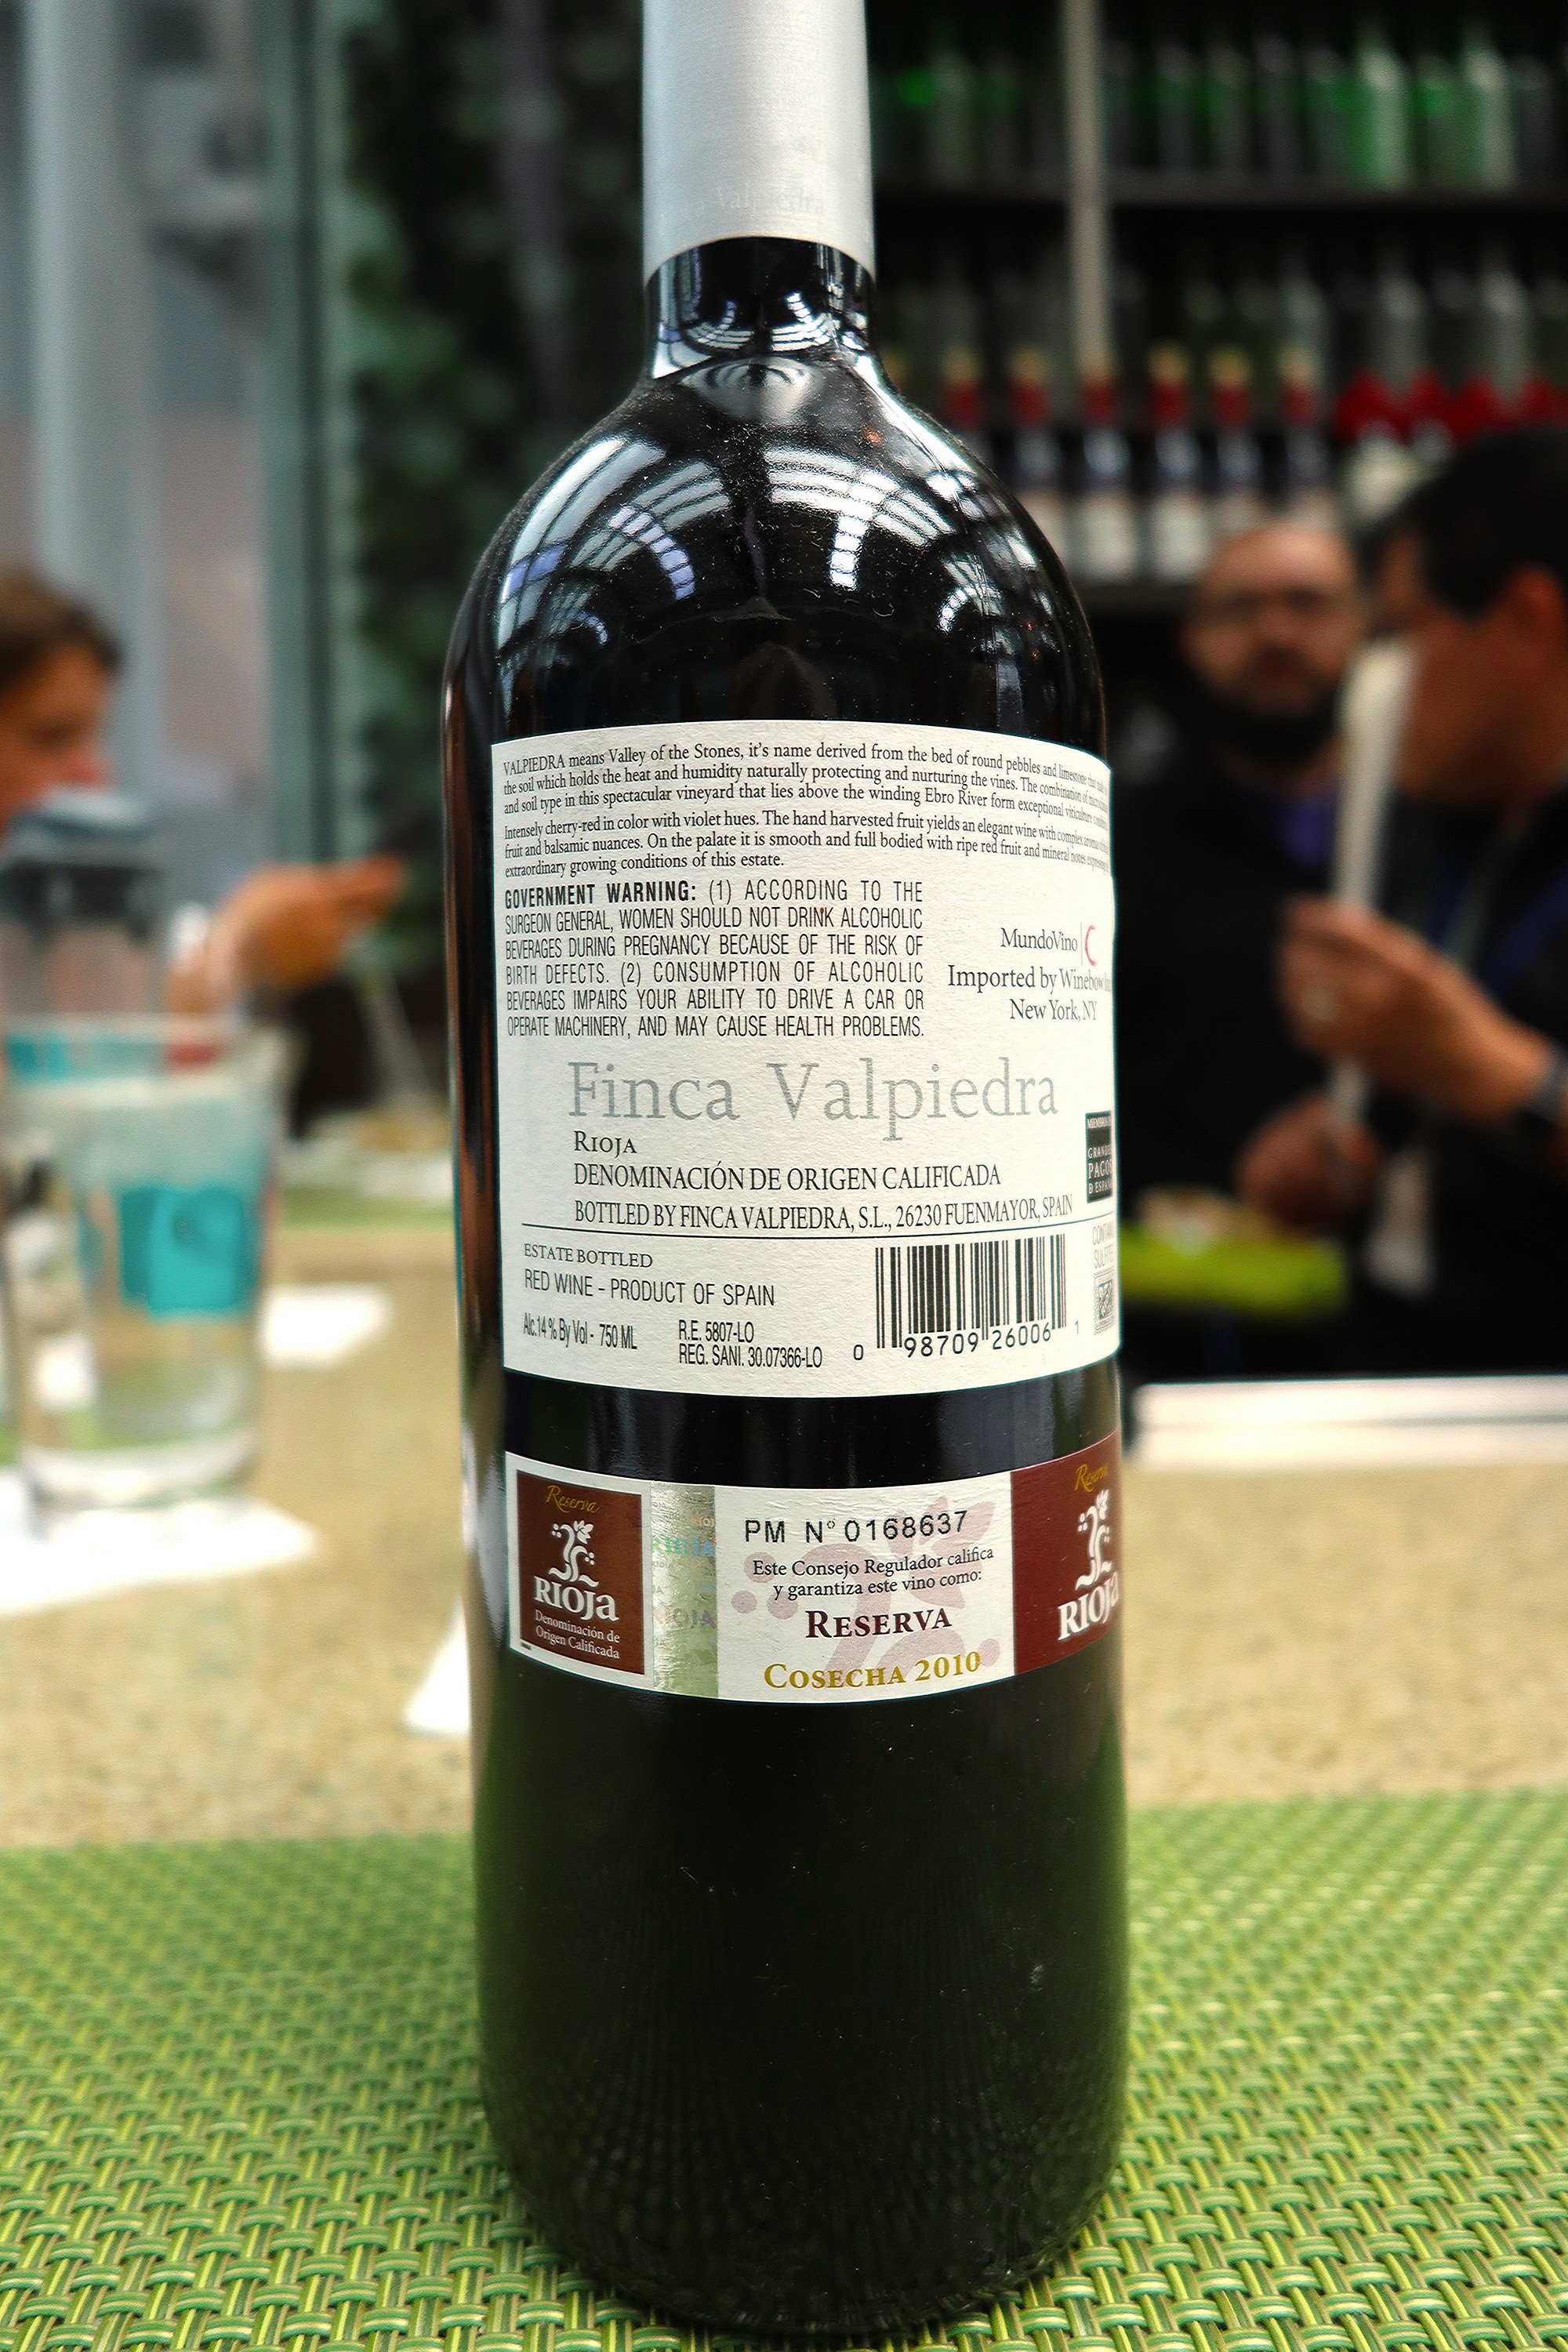 Valpiedra
VALPIEDRA means Valley of the Stones, it's name derived from the bed of round pebbles and limestone that
the soil which holds the heat and humidity naturally protecting and nurturing the vines. The combination of
and soil type in this spectacular vineyard that lies above the winding Ebro River form exceptional viticulture
Intensely cherry-red in color with violet hues. The hand harvested fruit yields an elegant wine with complex
fruit and balsamic nuances. On the palate it is smooth and full bodied with ripe red fruit and mineral notes
extraordinary growing conditions of this estate.
GOVERNMENT WARNING: (1) ACCORDING TO THE
SURGEON GENERAL, WOMEN SHOULD NOT DRINK ALCOHOLIC
BEVERAGES DURING PREGNANCY BECAUSE OF THE RISK OF
BIRTH DEFECTS. (2) CONSUMPTION OF ALCOHOLIC
BEVERAGES IMPAIRS YOUR ABILITY TO DRIVE A CAR OR
OPERATE MACHINERY, AND MAY CAUSE HEALTH PROBLEMS.
MundoVino
Imported by Winebow
New York, NY
Finca Valpiedra
RIOJA
DENOMINACIÓN DE ORIGEN CALIFICADA
BOTTLED BY FINCA VALPIEDRA, S.L., 26230 FUENMAYOR, SPAIN
PAGOS
D ESPAÑA
ESTATE BOTTLED
RED WINE - PRODUCT OF SPAIN
Alc.14 % By Vol - 750 ML
R.E. 5807-LO
REG. SANI. 30.07366-LO
0 98709 26006 1
Reserva
RIOJa
Denominación de
Origen Calificada
PM Nº 0168637
Este Consejo Regulador califica
y garantiza este vino como:
RESERVA
COSECHA 2010
Reserva
RIOJa